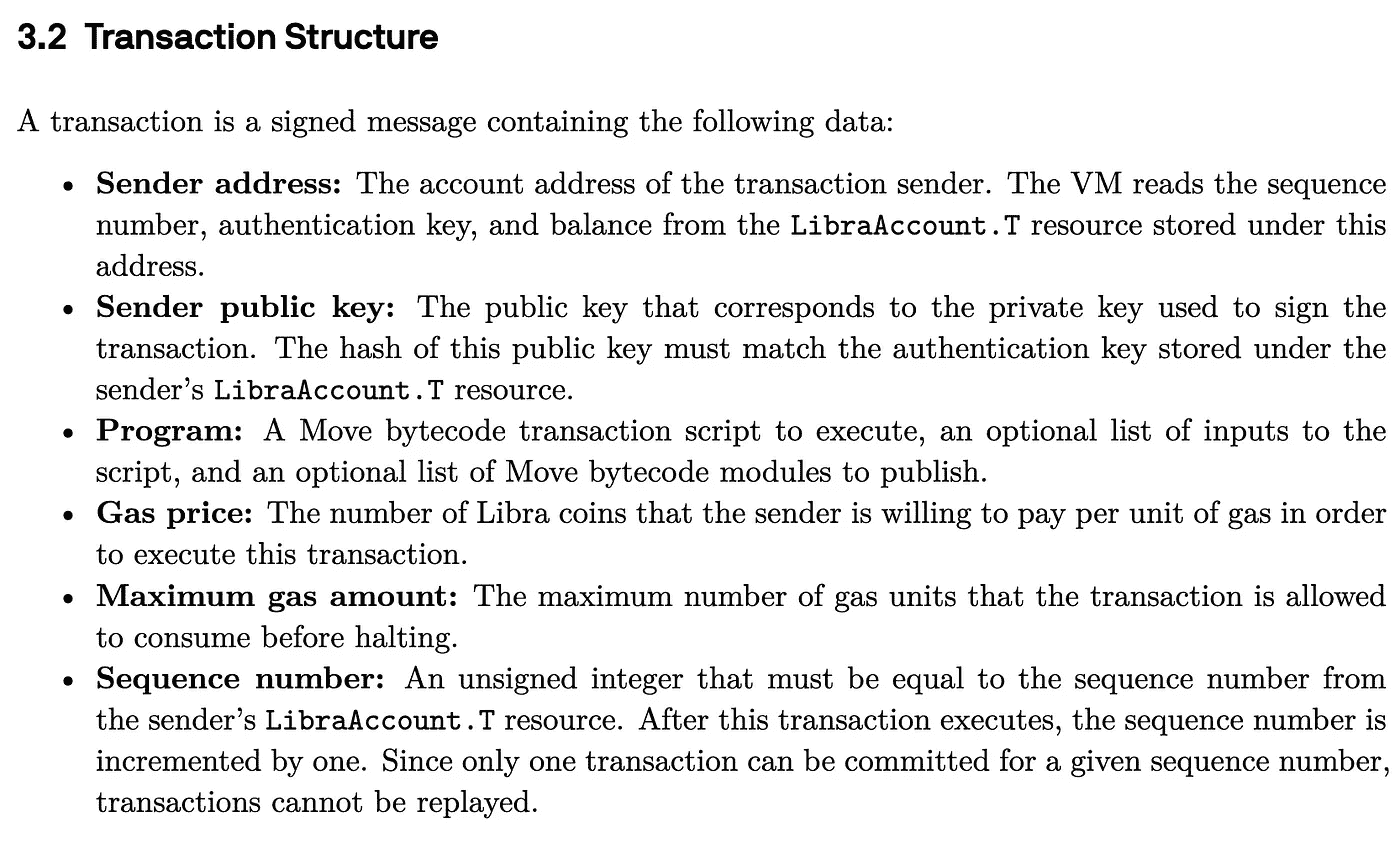 3.2 Transaction Structure
A transaction is a signed message containing the following data:
• Sender address: The account address of the transaction sender. The VM reads the sequence
number, authentication key, and balance from the LibraAccount.T resource stored under this
address.
• Sender public key: The public key that corresponds to the private key used to sign the
transaction. The hash of this public key must match the authentication key stored under the
sender’s LibraAccount.T resource.
• Program: A Move bytecode transaction script to execute, an optional list of inputs to the
script, and an optional list of Move bytecode modules to publish.
• Gas price: The number of Libra coins that the sender is willing to pay per unit of gas in order
to execute this transaction.
• Maximum gas amount: The maximum number of gas units that the transaction is allowed
to consume before halting.
• Sequence number: An unsigned integer that must be equal to the sequence number from
the sender’s LibraAccount.T resource. After this transaction executes, the sequence number is
incremented by one. Since only one transaction can be committed for a given sequence number,
transactions cannot be replayed.